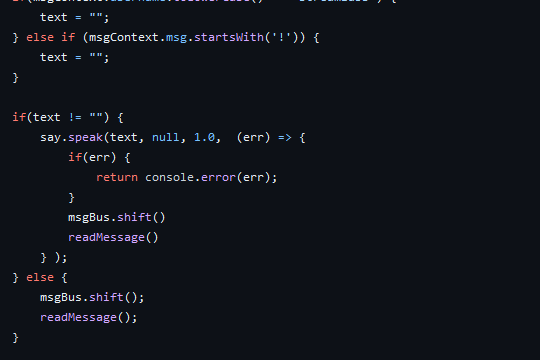 text = "";
} else if (msgContext.msg.startsWith('!')) {
text = "";
}
if(text != "") {
say.speak(text, null, 1.0,  (err) => {
if(err) {
return console.error(err);
}
msgBus.shift()
readMessage()
} );
} else {
msgBus.shift();
readMessage();
}